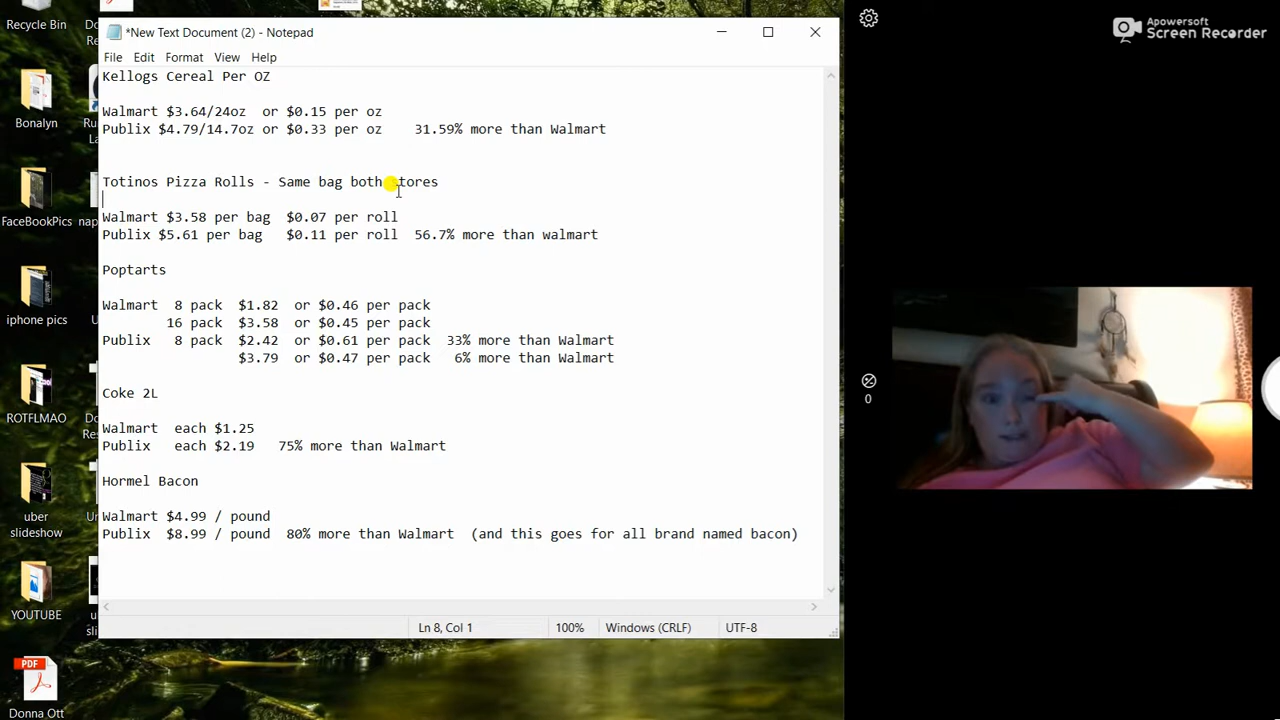 Recycle Bin
Bonalyn
FaceBookPics
iphone pics
ROTFLMAO
uber
slideshow
YOUTUBE
PDF
Donna Ott
*New Text Document (2) - Notepad
File Edit Format View Help
Kellogs Cereal Per OZ
Walmart $3.64/24oz or $0.15 per oz
Publix $4.79/14.7oz or $0.33 per oz 31.59% more than Walmart
Totinos Pizza Rolls - Same bag both stores
Walmart $3.58 per bag $0.07 per roll
Publix $5.61 per bag $0.11 per roll 56.7% more than walmart
Poptarts
Walmart 8 pack $1.82 or $0.46 per pack
16 pack $3.58 or $0.45 per pack
Publix 8 pack $2.42 or $0.61 per pack 33% more than Walmart
$3.79 or $0.47 per pack 6% more than Walmart
Coke 2L
Walmart each $1.25
Publix each $2.19 75% more than Walmart
Hormel Bacon
Walmart $4.99 / pound
Publix $8.99 / pound 80% more than Walmart (and this goes for all brand named bacon)
Ln 8, Col 1 100% Windows (CRLF) UTF-8
Apowersoft
Screen Recorder
0